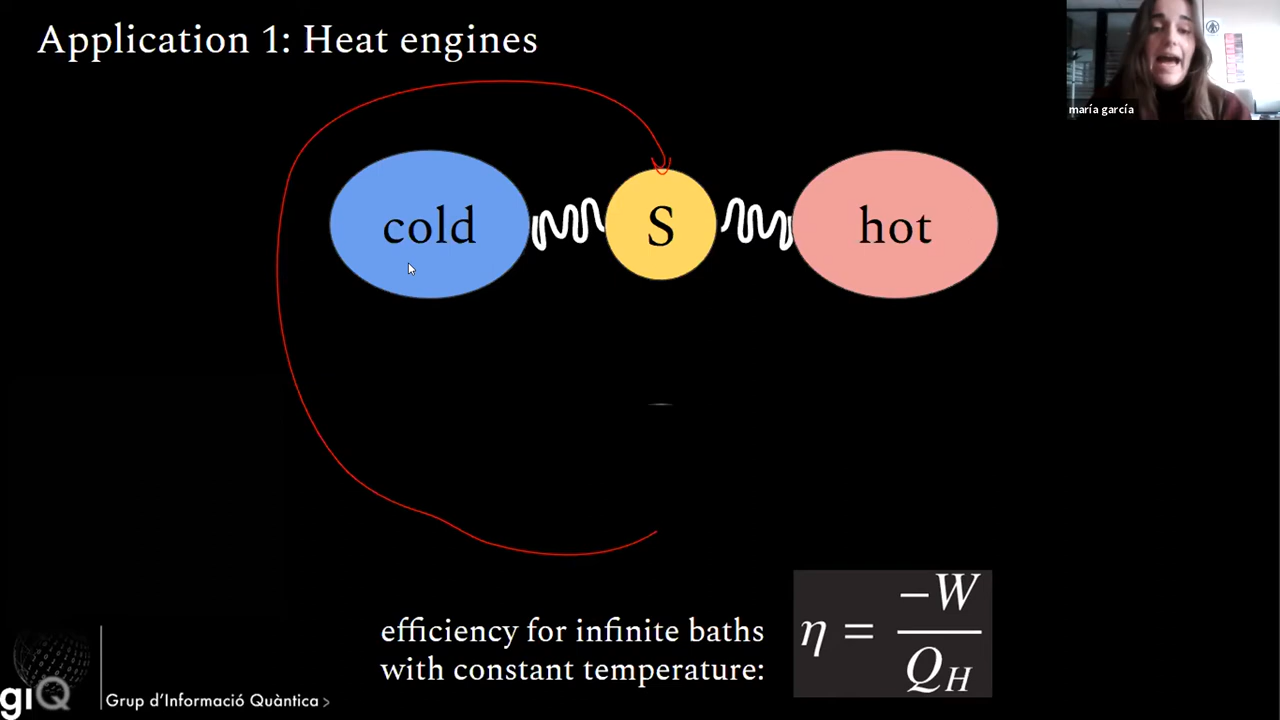 Application 1: Heat engines
maría garcía
cold
S
hot
efficiency for infinite baths
with constant temperature:
η = −W / Q_H
giQ
Grup d'Informació Quàntica >